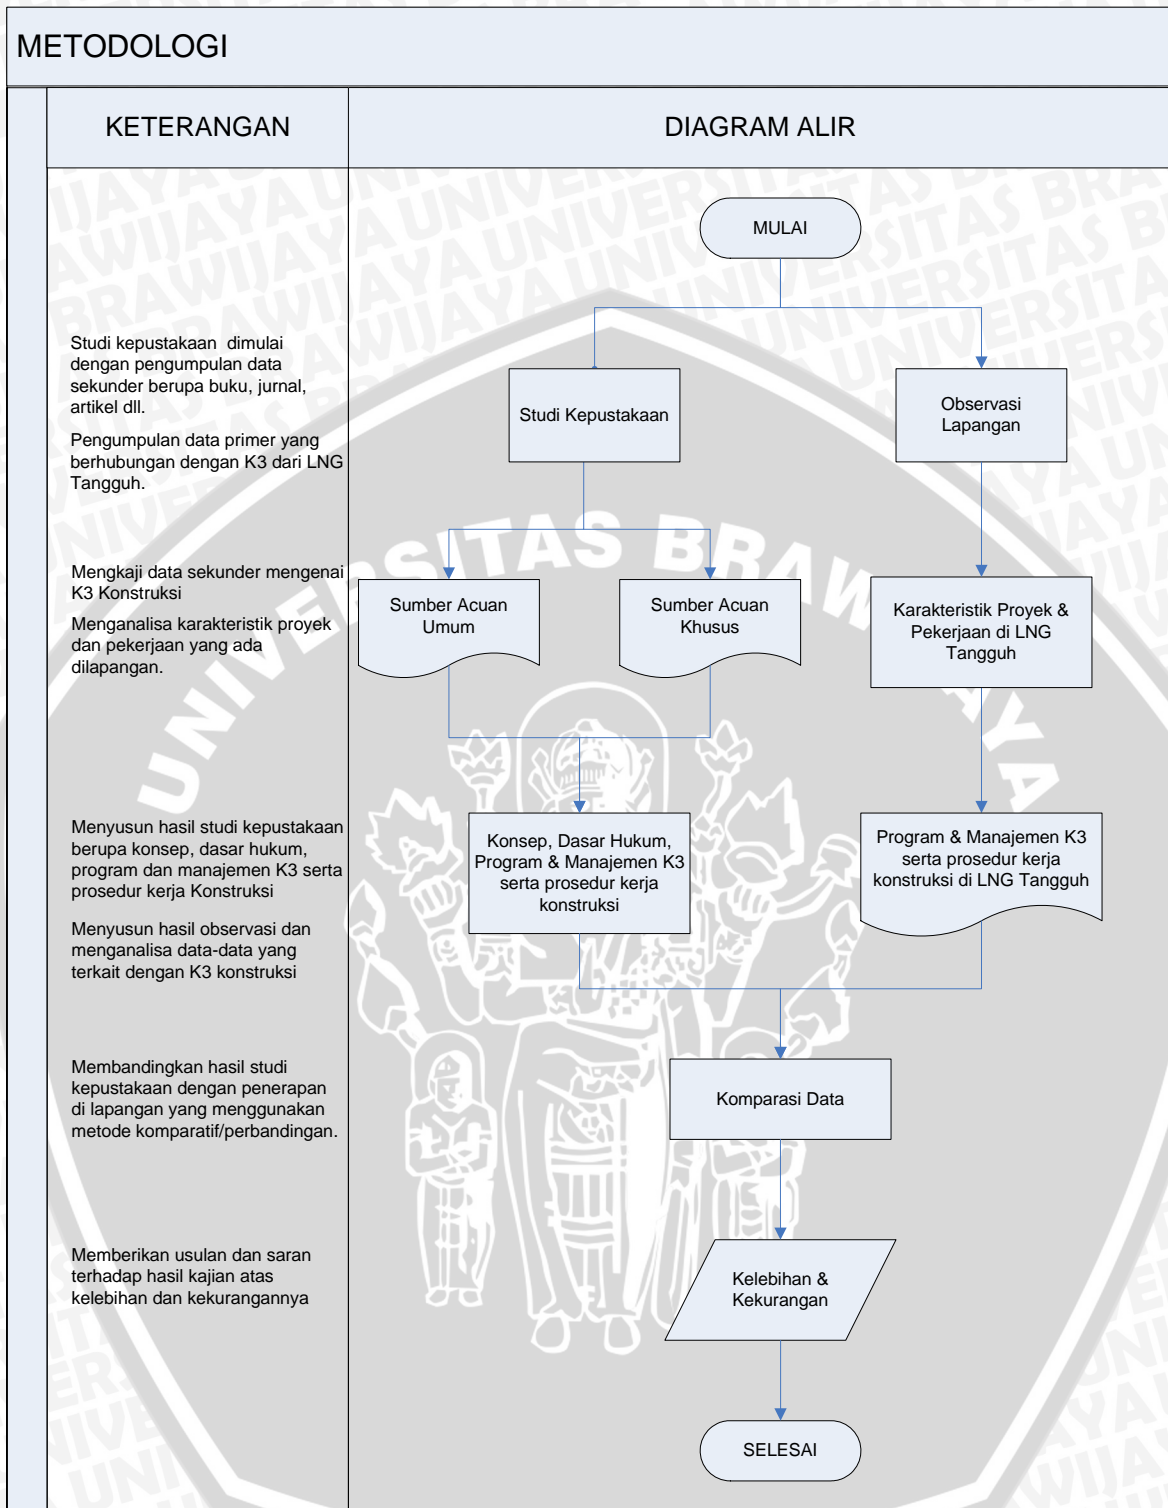 METODOLOGI
KETERANGAN
DIAGRAM ALIR
MULAI
Studi kepustakaan dimulai
dengan pengumpulan data
sekunder berupa buku, jurnal,
artikel dll.
Pengumpulan data primer yang
berhubungan dengan K3 dari LNG
Tangguh.
Studi Kepustakaan
Observasi
Lapangan
Mengkaji data sekunder mengenai
K3 Konstruksi
Menganalisa karakteristik proyek
dan pekerjaan yang ada
dilapangan.
Sumber Acuan
Umum
Sumber Acuan
Khusus
Karakteristik Proyek &
Pekerjaan di LNG
Tangguh
Menyusun hasil studi kepustakaan
berupa konsep, dasar hukum,
program dan manajemen K3 serta
prosedur kerja Konstruksi
Menyusun hasil observasi dan
menganalisa data-data yang
terkait dengan K3 konstruksi
Konsep, Dasar Hukum,
Program & Manajemen K3
serta prosedur kerja
konstruksi
Program & Manajemen K3
serta prosedur kerja
konstruksi di LNG Tangguh
Membandingkan hasil studi
kepustakaan dengan penerapan
di lapangan yang menggunakan
metode komparatif/perbandingan.
Komparasi Data
Memberikan usulan dan saran
terhadap hasil kajian atas
kelebihan dan kekurangannya
Kelebihan &
Kekurangan
SELESAI
UNIVERSITAS BRAWIJAYA